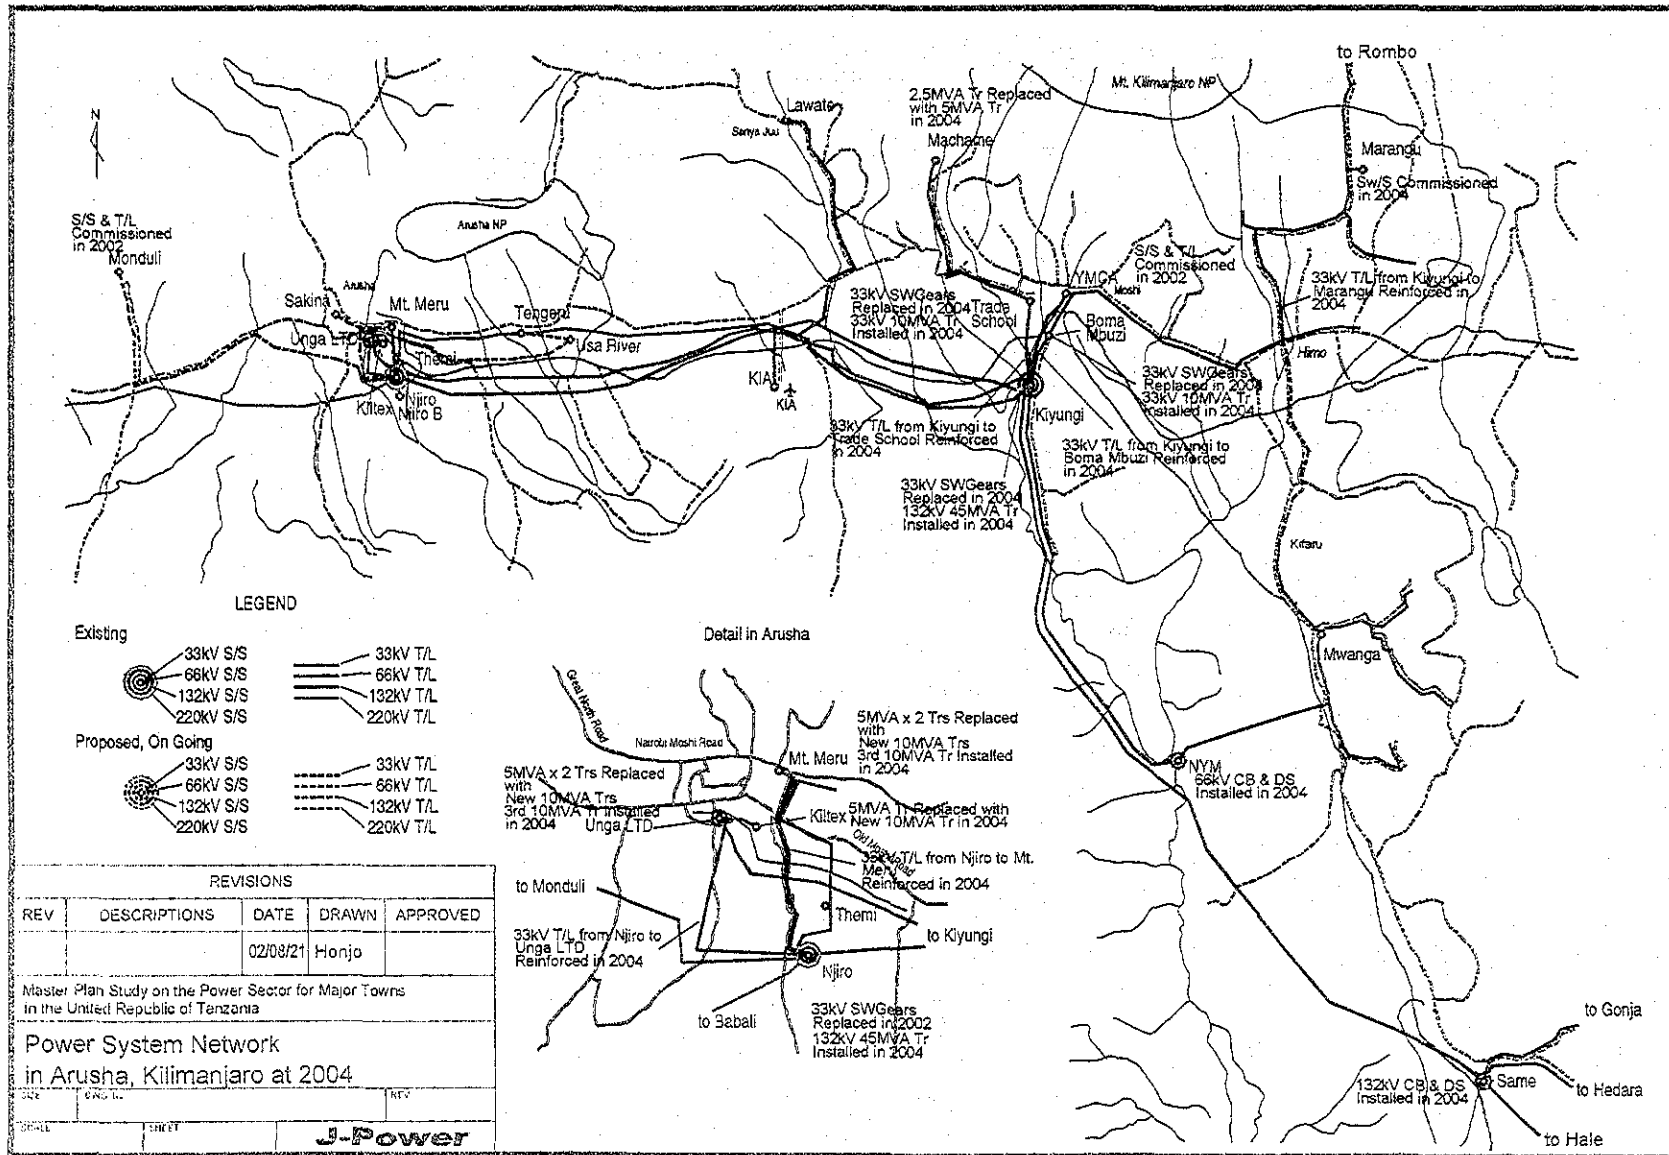 to Rombo
Mt. Kilimanjaro NP
2.5MVA Tr Replaced
with 5MVA Tr
in 2004
Machame
Lawate
Sanya Juu
N
Marangu
Sw/S Commissioned
in 2004
S/S & T/L
Commissioned
in 2002
Monduli
Arusha NP
S/S & T/L
Commissioned
in 2002
YMCA
Moshi
33kV T/L from Kiyungi to
Marangu Reinforced in
2004
Sakina
Arusha
Mt. Meru
Tengeru
33kV SWGears
Replaced in 2004
33kV 10MVA Tr
Installed in 2004
Trade
School
Boma
Mbuzi
Unga LTD
Themi
Usa River
Himo
KIA
KIA
33kV SWGears
Replaced in 2004
33kV 10MVA Tr
Installed in 2004
Kiltex
Njiro
Njiro B
Kiyungi
33kV T/L from Kiyungi to
Trade School Reinforced
in 2004
33kV T/L from Kiyungi to
Boma Mbuzi Reinforced
in 2004
33kV SWGears
Replaced in 2004
132kV 45MVA Tr
Installed in 2004
Kifaru
Mwanga
NYM
66kV CB & DS
Installed in 2004
to Gonja
Same
132kV CB & DS
Installed in 2004
to Hedara
to Hale
LEGEND
Existing
33kV S/S
66kV S/S
132kV S/S
220kV S/S
33kV T/L
66kV T/L
132kV T/L
220kV T/L
Proposed, On Going
33kV S/S
66kV S/S
132kV S/S
220kV S/S
33kV T/L
66kV T/L
132kV T/L
220kV T/L
Detail in Arusha
Great North Road
Nairobi Moshi Road
Mt. Meru
5MVA x 2 Trs Replaced
with
New 10MVA Trs
3rd 10MVA Tr Installed
in 2004
5MVA x 2 Trs Replaced
with
New 10MVA Trs
3rd 10MVA Tr Installed
in 2004
Unga LTD
Kiltex
5MVA Tr Replaced with
New 10MVA Tr in 2004
Old Moshi Road
33kV T/L from Njiro to Mt.
Meru
Reinforced in 2004
to Monduli
Themi
33kV T/L from Njiro to
Unga LTD
Reinforced in 2004
to Kiyungi
Njiro
to Babali
33kV SWGears
Replaced in 2002
132kV 45MVA Tr
Installed in 2004
REVISIONS
REV DESCRIPTIONS DATE DRAWN APPROVED
02/08/21 Honjo
Master Plan Study on the Power Sector for Major Towns
in the United Republic of Tanzania
Power System Network
in Arusha, Kilimanjaro at 2004
REV
SCALE SHEET
J-Power